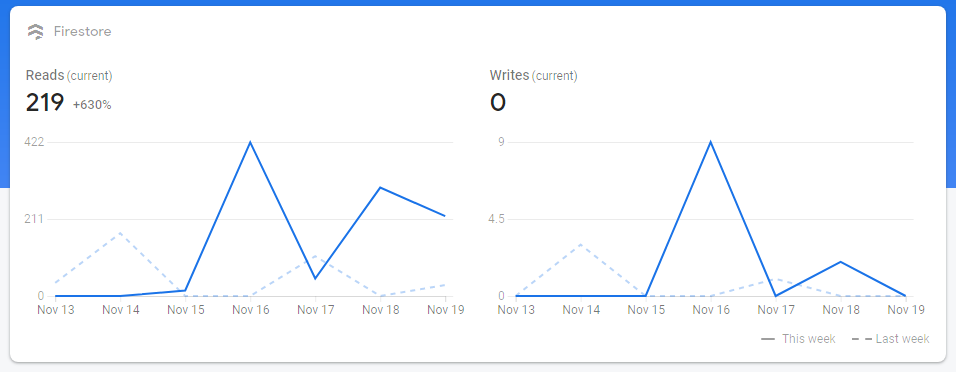 Firestore
Reads (current)
219 +630%
422
211
0
Nov 13 Nov 14 Nov 15 Nov 16 Nov 17 Nov 18 Nov 19
Writes (current)
0
9
4.5
0
Nov 13 Nov 14 Nov 15 Nov 16 Nov 17 Nov 18 Nov 19
This week Last week